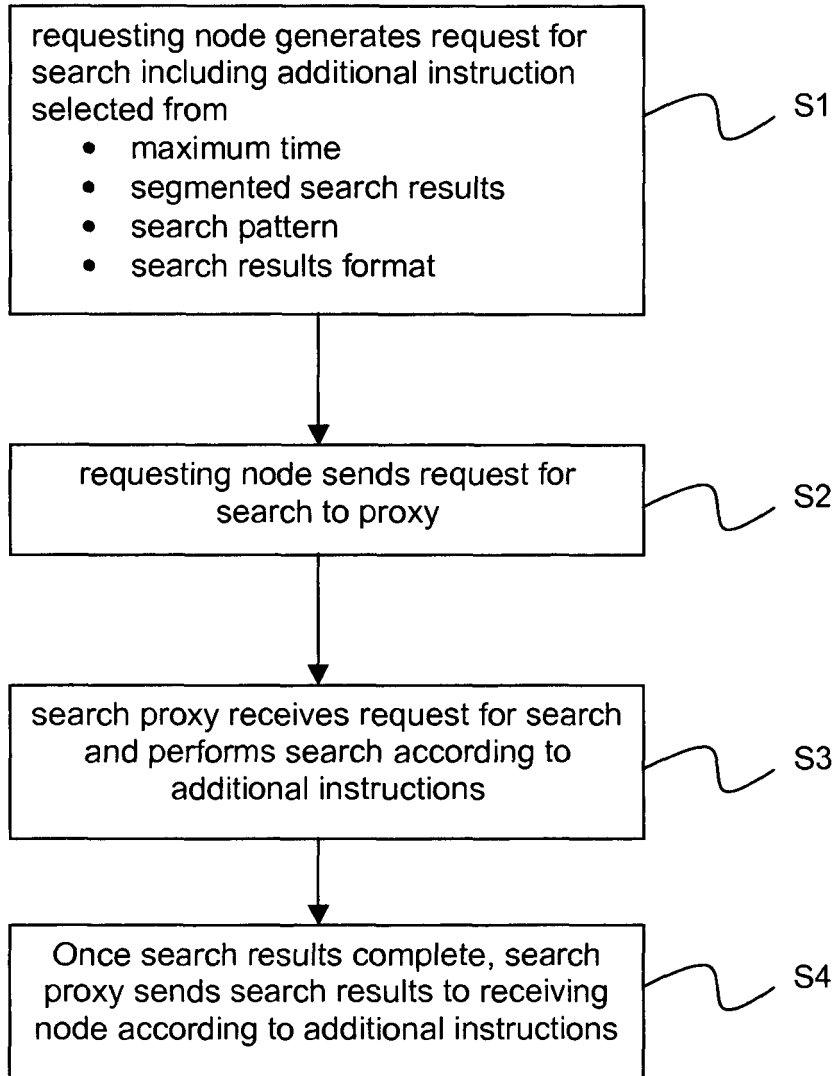 requesting node generates request for
search including additional instruction
selected from
• maximum time
• segmented search results
• search pattern
• search results format
S1
requesting node sends request for
search to proxy
S2
search proxy receives request for search
and performs search according to
additional instructions
S3
Once search results complete, search
proxy sends search results to receiving
node according to additional instructions
S4